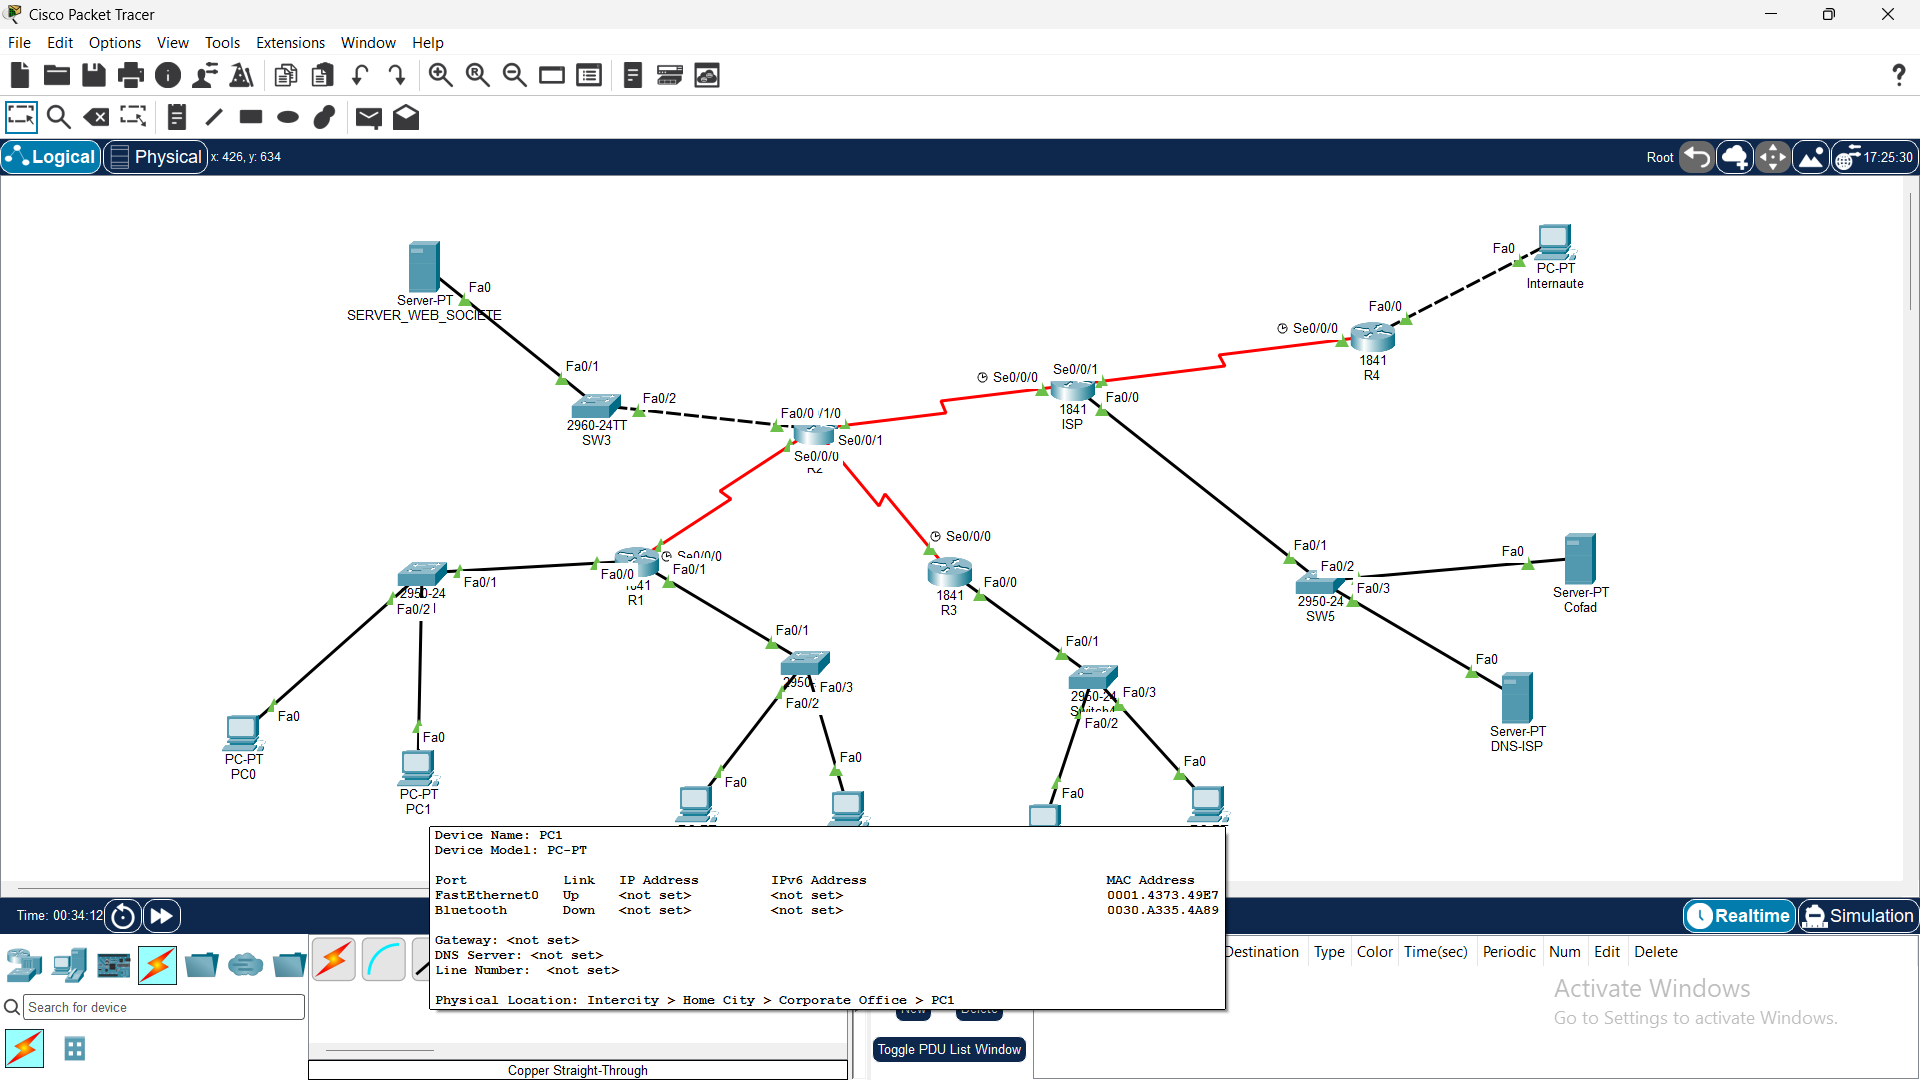 Cisco Packet Tracer
File Edit Options View Tools Extensions Window Help
Logical Physical x: 426, y: 634
Root 17:25:30
Fa0
Server-PT
SERVER_WEB_SOCIETE
Fa0/1
Fa0/2
2960-24TT
SW3
Fa0/0 /1/0
Se0/0/1
Se0/0/0
R2
Se0/0/0
Se0/0/1
Fa0/0
1841
ISP
Se0/0/0
Fa0/0
1841
R4
Fa0
PC-PT
Internaute
Fa0/1
Fa0/2
Fa0/3
2950-24
SW5
Fa0
Server-PT
Cofad
Fa0
Server-PT
DNS-ISP
Se0/0/0
Fa0/0
Fa0/1
1841
R1
Se0/0/0
Fa0/0
1841
R3
Fa0/1
2950-24
Fa0/2
Fa0/1
2950-
Fa0/3
Fa0/2
Fa0/1
2950-24
Switch4
Fa0/3
Fa0/2
Fa0
PC-PT
PC0
Fa0
PC-PT
PC1
Fa0
Fa0
Fa0
Fa0
Device Name: PC1
Device Model: PC-PT
Port Link IP Address IPv6 Address MAC Address
FastEthernet0 Up <not set> <not set> 0001.4373.49E7
Bluetooth Down <not set> <not set> 0030.A335.4A89
Gateway: <not set>
DNS Server: <not set>
Line Number: <not set>
Physical Location: Intercity > Home City > Corporate Office > PC1
Time: 00:34:12
Realtime Simulation
Destination Type Color Time(sec) Periodic Num Edit Delete
Search for device
New Delete
Toggle PDU List Window
Copper Straight-Through
Activate Windows
Go to Settings to activate Windows.